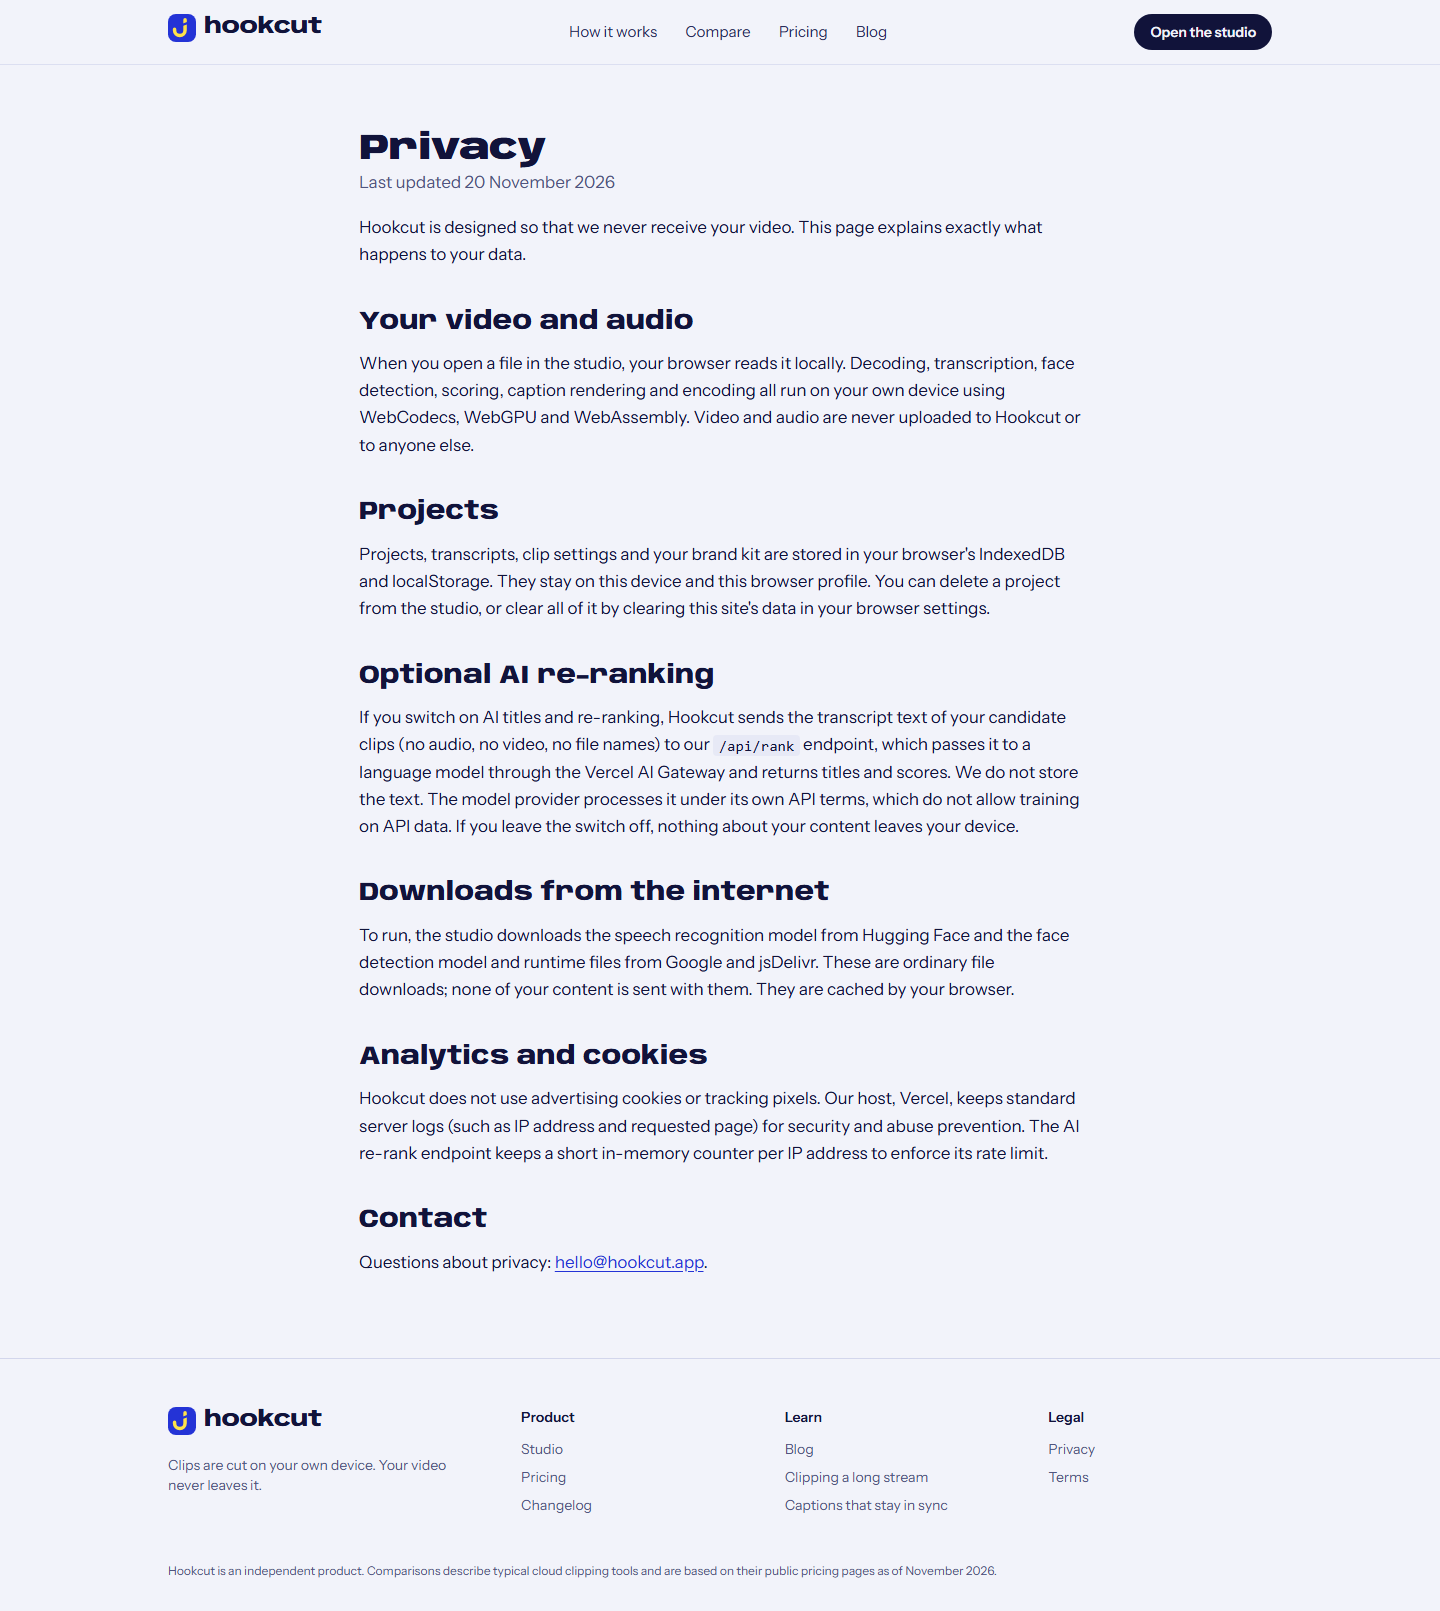 hookcut
How it works
Compare
Pricing
Blog
Open the studio
Privacy
Last updated 20 November 2026
Hookcut is designed so that we never receive your video. This page explains exactly what
happens to your data.
Your video and audio
When you open a file in the studio, your browser reads it locally. Decoding, transcription, face
detection, scoring, caption rendering and encoding all run on your own device using
WebCodecs, WebGPU and WebAssembly. Video and audio are never uploaded to Hookcut or
to anyone else.
Projects
Projects, transcripts, clip settings and your brand kit are stored in your browser's IndexedDB
and localStorage. They stay on this device and this browser profile. You can delete a project
from the studio, or clear all of it by clearing this site's data in your browser settings.
Optional AI re-ranking
If you switch on AI titles and re-ranking, Hookcut sends the transcript text of your candidate
clips (no audio, no video, no file names) to our /api/rank endpoint, which passes it to a
language model through the Vercel AI Gateway and returns titles and scores. We do not store
the text. The model provider processes it under its own API terms, which do not allow training
on API data. If you leave the switch off, nothing about your content leaves your device.
Downloads from the internet
To run, the studio downloads the speech recognition model from Hugging Face and the face
detection model and runtime files from Google and jsDelivr. These are ordinary file
downloads; none of your content is sent with them. They are cached by your browser.
Analytics and cookies
Hookcut does not use advertising cookies or tracking pixels. Our host, Vercel, keeps standard
server logs (such as IP address and requested page) for security and abuse prevention. The AI
re-rank endpoint keeps a short in-memory counter per IP address to enforce its rate limit.
Contact
Questions about privacy: hello@hookcut.app.
hookcut
Clips are cut on your own device. Your video
never leaves it.
Product
Studio
Pricing
Changelog
Learn
Blog
Clipping a long stream
Captions that stay in sync
Legal
Privacy
Terms
Hookcut is an independent product. Comparisons describe typical cloud clipping tools and are based on their public pricing pages as of November 2026.